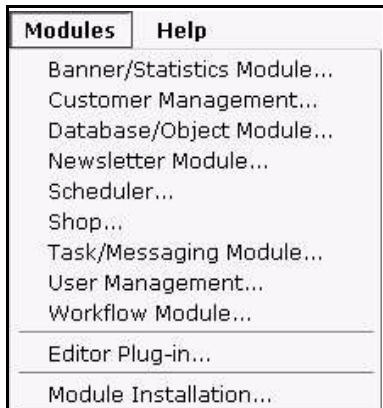 Modules Help
Banner/Statistics Module...
Customer Management...
Database/Object Module...
Newsletter Module...
Scheduler...
Shop...
Task/Messaging Module...
User Management...
Workflow Module...
Editor Plug-in...
Module Installation...